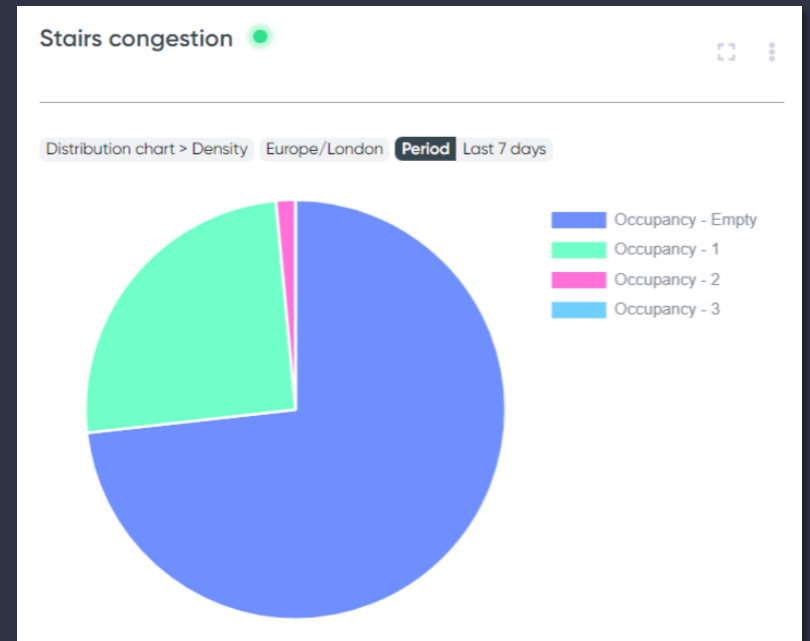 Stairs congestion
Distribution chart > Density Europe/London Period Last 7 days
Occupancy - Empty
Occupancy - 1
Occupancy - 2
Occupancy - 3